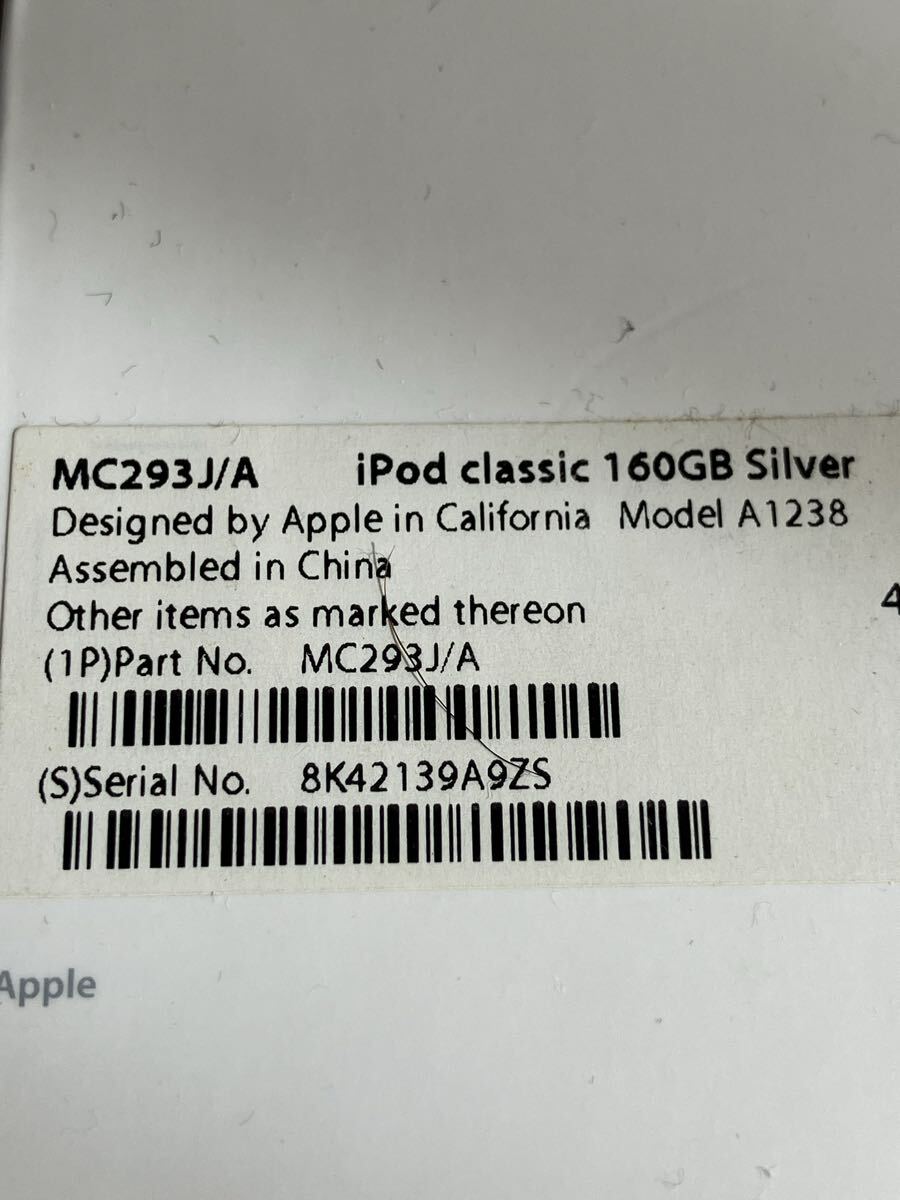 MC293J/A iPod classic 160GB Silver
Designed by Apple in California Model A1238
Assembled in China
Other items as marked thereon
4
(1P)Part No. MC293J/A
(S)Serial No. 8K42139A9ZS
Apple